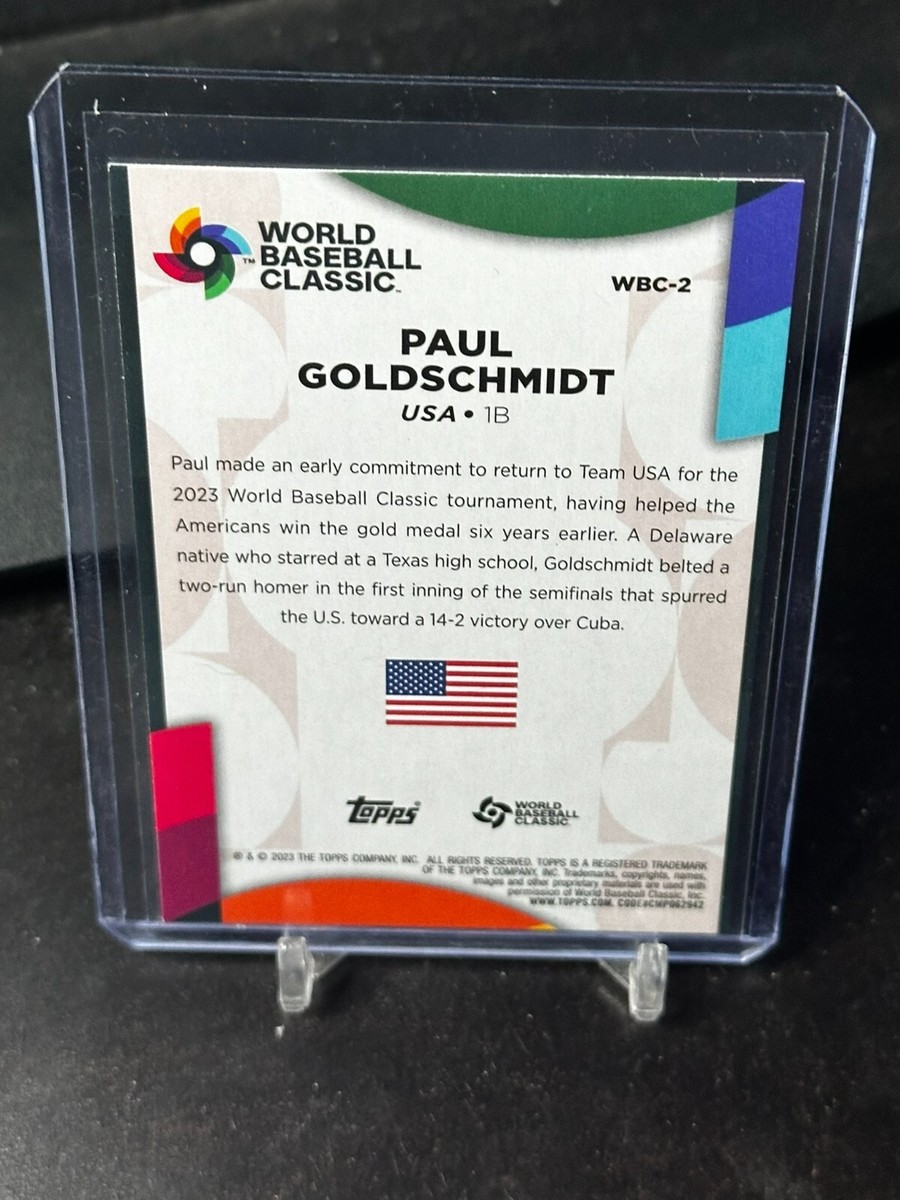 WORLD
BASEBALL
CLASSIC™
™
WBC-2
PAUL
GOLDSCHMIDT
USA • 1B
Paul made an early commitment to return to Team USA for the
2023 World Baseball Classic tournament, having helped the
Americans win the gold medal six years earlier. A Delaware
native who starred at a Texas high school, Goldschmidt belted a
two-run homer in the first inning of the semifinals that spurred
the U.S. toward a 14-2 victory over Cuba.
topps®
WORLD
BASEBALL
CLASSIC
® & © 2023 THE TOPPS COMPANY, INC. ALL RIGHTS RESERVED. TOPPS IS A REGISTERED TRADEMARK
OF THE TOPPS COMPANY, INC. Trademarks, copyrights, names,
images and other proprietary materials are used with
permission of World Baseball Classic, Inc.
WWW.TOPPS.COM. CODE#CMP062942